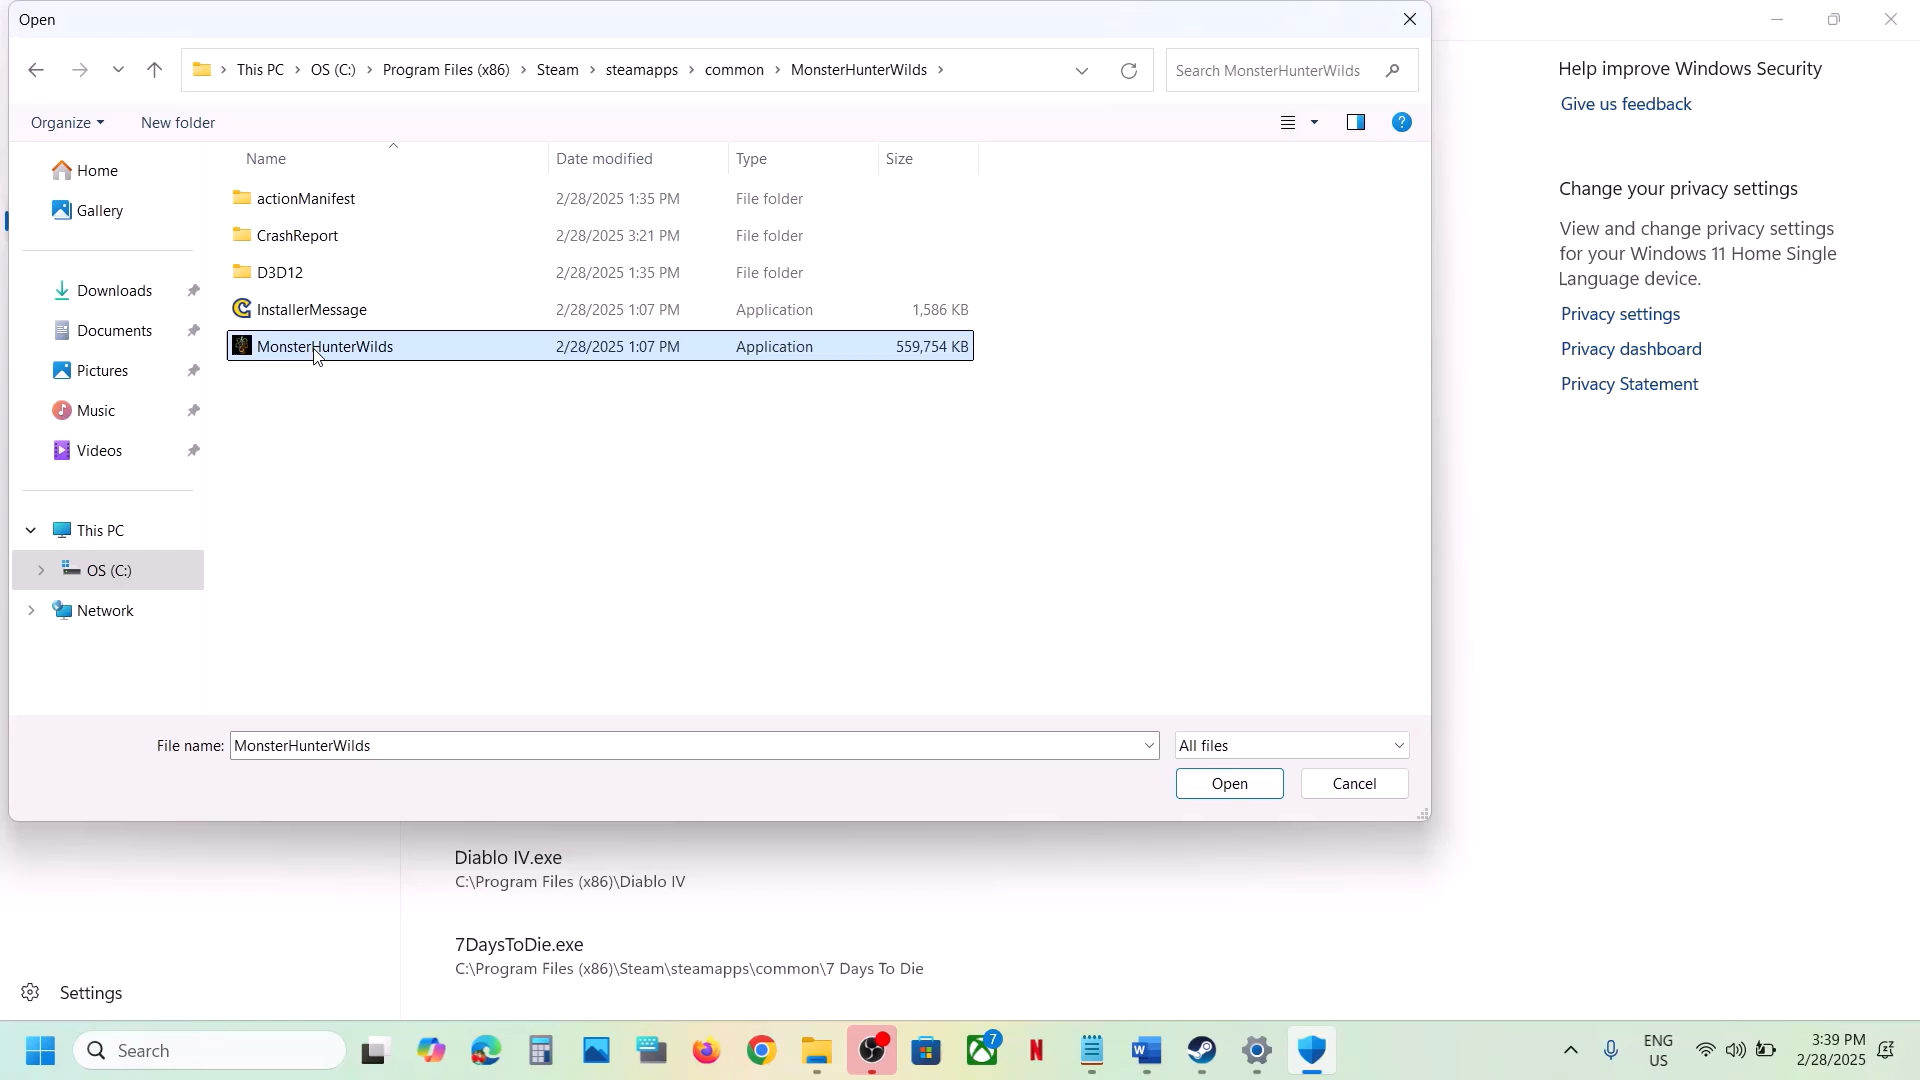 Open
This PC > OS (C:) > Program Files (x86) > Steam > steamapps > common > MonsterHunterWilds >
Search MonsterHunterWilds
Organize
New folder
Name
Date modified
Type
Size
Home
Gallery
Downloads
Documents
Pictures
Music
Videos
This PC
OS (C:)
Network
actionManifest 2/28/2025 1:35 PM File folder
CrashReport 2/28/2025 3:21 PM File folder
D3D12 2/28/2025 1:35 PM File folder
InstallerMessage 2/28/2025 1:07 PM Application 1,586 KB
MonsterHunterWilds 2/28/2025 1:07 PM Application 559,754 KB
File name: MonsterHunterWilds
All files
Open
Cancel
Help improve Windows Security
Give us feedback
Change your privacy settings
View and change privacy settings
for your Windows 11 Home Single
Language device.
Privacy settings
Privacy dashboard
Privacy Statement
Diablo IV.exe
C:\Program Files (x86)\Diablo IV
7DaysToDie.exe
C:\Program Files (x86)\Steam\steamapps\common\7 Days To Die
Settings
Search
7
ENG
US
3:39 PM
2/28/2025